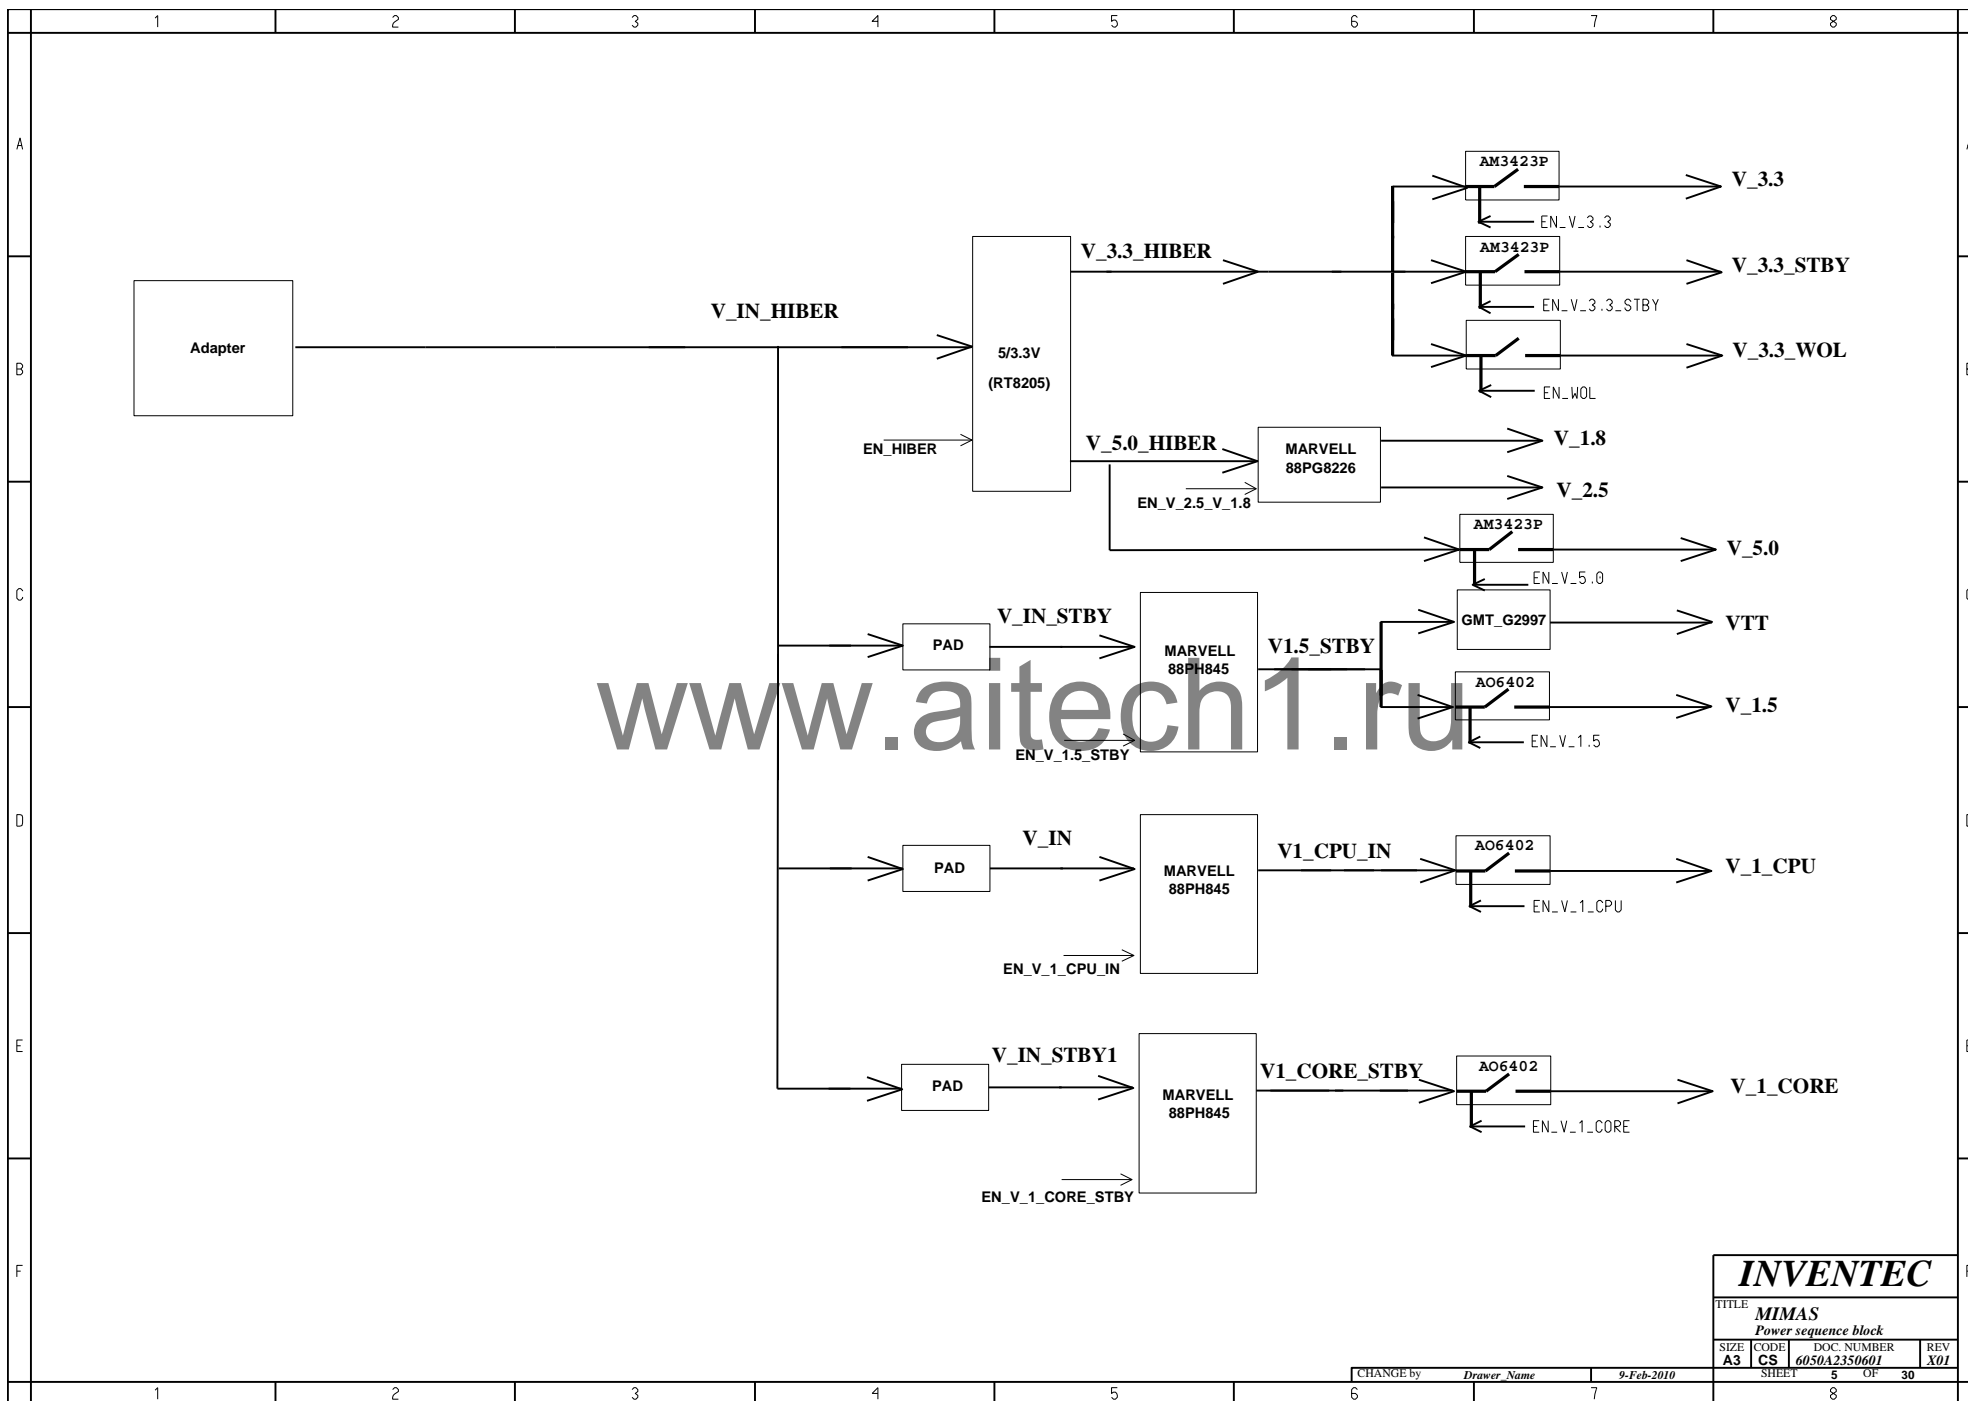 1 2 3 4 5 6 7 8
A
AM3423P
V_3.3
EN_V_3.3
V_3.3_HIBER
AM3423P
V_3.3_STBY
EN_V_3.3_STBY
V_IN_HIBER
Adapter
5/3.3V
(RT8205)
V_3.3_WOL
B
EN_WOL
EN_HIBER
V_5.0_HIBER
MARVELL
88PG8226
V_1.8
EN_V_2.5_V_1.8
V_2.5
AM3423P
V_5.0
EN_V_5.0
C
V_IN_STBY
PAD
MARVELL
88PH845
V1.5_STBY
GMT_G2997
VTT
AO6402
V_1.5
EN_V_1.5
EN_V_1.5_STBY
www.aitech1.ru
D
V_IN
PAD
MARVELL
88PH845
V1_CPU_IN
AO6402
V_1_CPU
EN_V_1_CPU
EN_V_1_CPU_IN
E
V_IN_STBY1
PAD
MARVELL
88PH845
V1_CORE_STBY
AO6402
V_1_CORE
EN_V_1_CORE
EN_V_1_CORE_STBY
F
INVENTEC
TITLE
MIMAS
Power sequence block
SIZE CODE DOC. NUMBER REV
A3 CS 6050A2350601 X01
CHANGE by Drawer_Name 9-Feb-2010 SHEET 5 OF 30
1 2 3 4 5 6 7 8